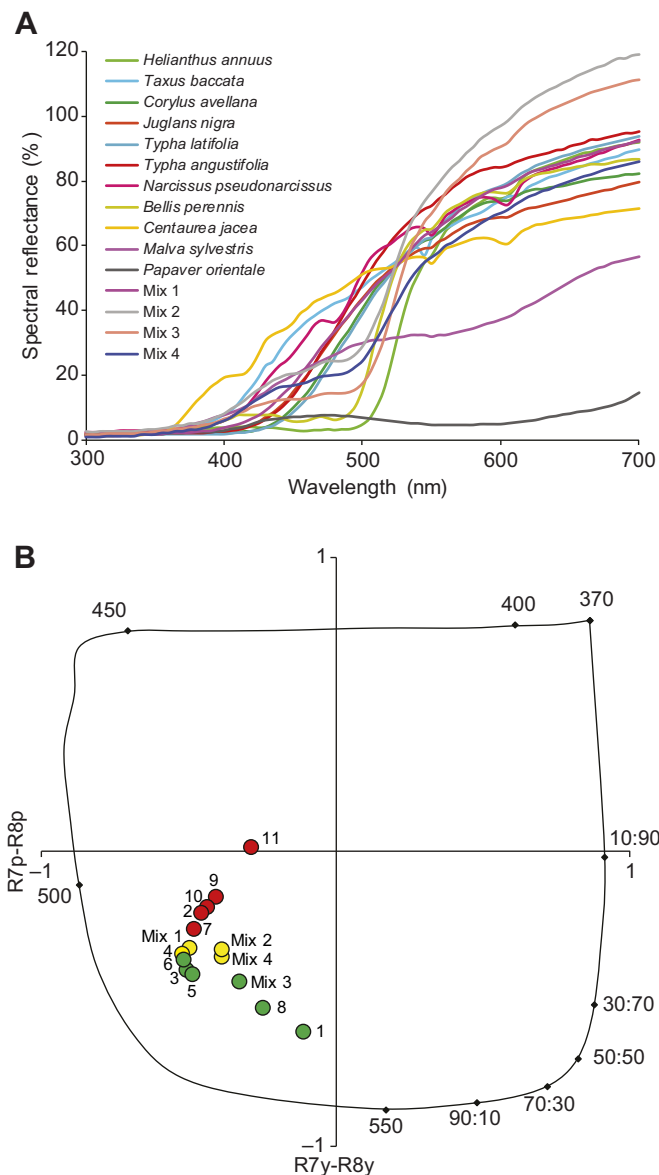 A
120
100
80
60
40
20
0
Spectral reflectance (%)
Helianthus annuus
Taxus baccata
Corylus avellana
Juglans nigra
Typha latifolia
Typha angustifolia
Narcissus pseudonarcissus
Bellis perennis
Centaurea jacea
Malva sylvestris
Papaver orientale
Mix 1
Mix 2
Mix 3
Mix 4
300 400 500 600 700
Wavelength (nm)
B
1
450 400 370
R7p-R8p
11
10:90
–1 1
500
9
10
2
7
Mix 1 Mix 2
4 Mix 4
6
3 Mix 3
5
30:70
8
1
50:50
70:30
550 90:10
–1
R7y-R8y